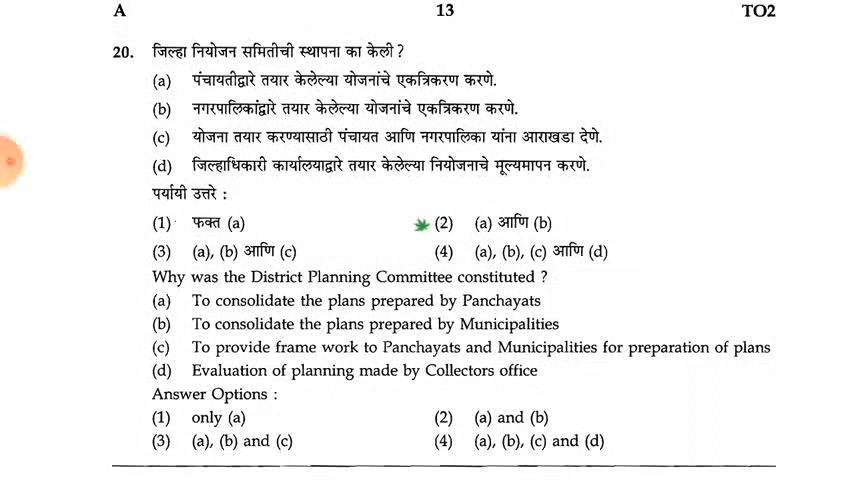 A 13 TO2
20. जिल्हा नियोजन समितीची स्थापना का केली ?
(a) पंचायतीद्वारे तयार केलेल्या योजनांचे एकत्रिकरण करणे.
(b) नगरपालिकांद्वारे तयार केलेल्या योजनांचे एकत्रिकरण करणे.
(c) योजना तयार करण्यासाठी पंचायत आणि नगरपालिका यांना आराखडा देणे.
(d) जिल्हाधिकारी कार्यालयाद्वारे तयार केलेल्या नियोजनाचे मूल्यमापन करणे.
पर्यायी उत्तरे :
(1) फक्त (a) (2) (a) आणि (b)
(3) (a), (b) आणि (c) (4) (a), (b), (c) आणि (d)
Why was the District Planning Committee constituted ?
(a) To consolidate the plans prepared by Panchayats
(b) To consolidate the plans prepared by Municipalities
(c) To provide frame work to Panchayats and Municipalities for preparation of plans
(d) Evaluation of planning made by Collectors office
Answer Options :
(1) only (a) (2) (a) and (b)
(3) (a), (b) and (c) (4) (a), (b), (c) and (d)